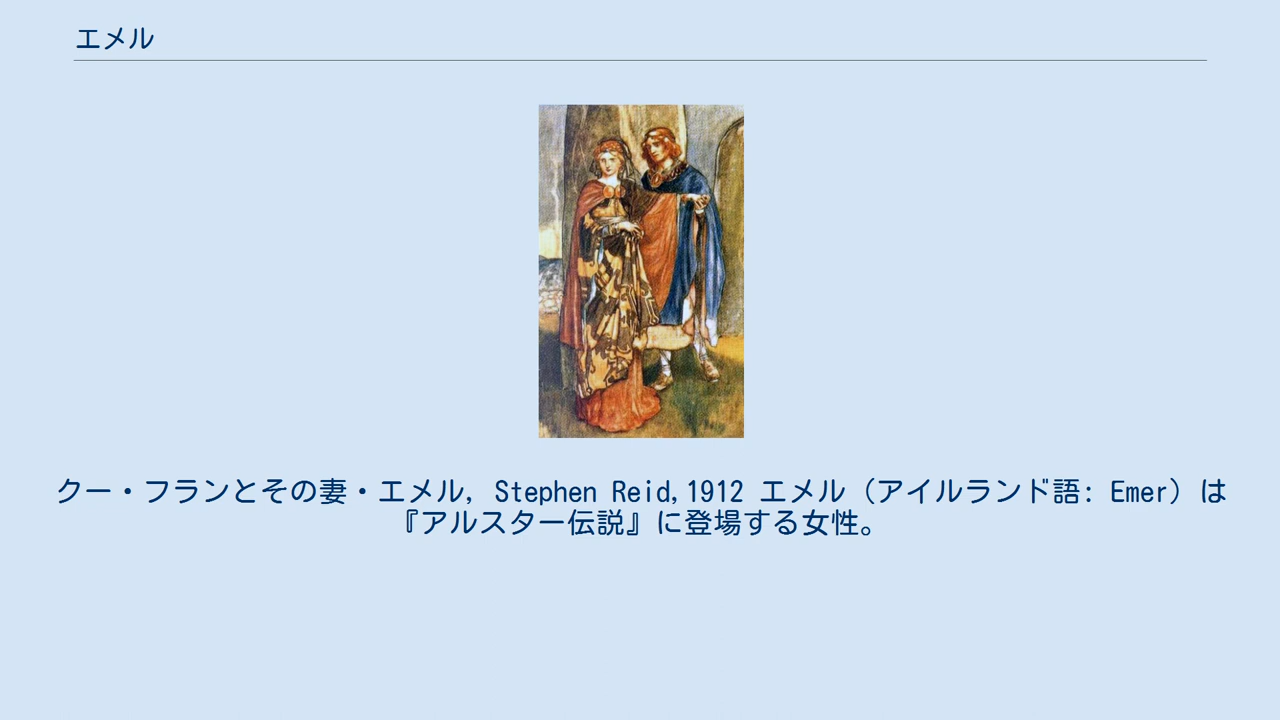 エメル
クー・フランとその妻・エメル, Stephen Reid,1912 エメル（アイルランド語: Emer）は
『アルスター伝説』に登場する女性。